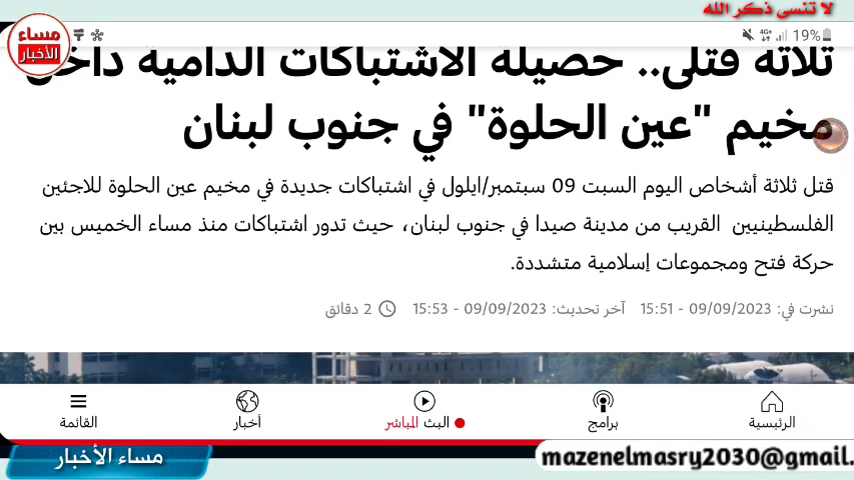 لا تنسى ذكر الله
مساء
الأخبار
4G+
19%
ثلاثة قتلى.. حصيلة الاشتباكات الدامية داخل
مخيم "عين الحلوة" في جنوب لبنان
قتل ثلاثة أشخاص اليوم السبت 09 سبتمبر/ايلول في اشتباكات جديدة في مخيم عين الحلوة للاجئين
الفلسطينيين القريب من مدينة صيدا في جنوب لبنان، حيث تدور اشتباكات منذ مساء الخميس بين
حركة فتح ومجموعات إسلامية متشددة.
نشرت في: 09/09/2023 - 15:51 آخر تحديث: 09/09/2023 - 15:53 2 دقائق
الرئيسية برامج البث المباشر أخبار القائمة
مساء الأخبار
mazenelmasry2030@gmail.